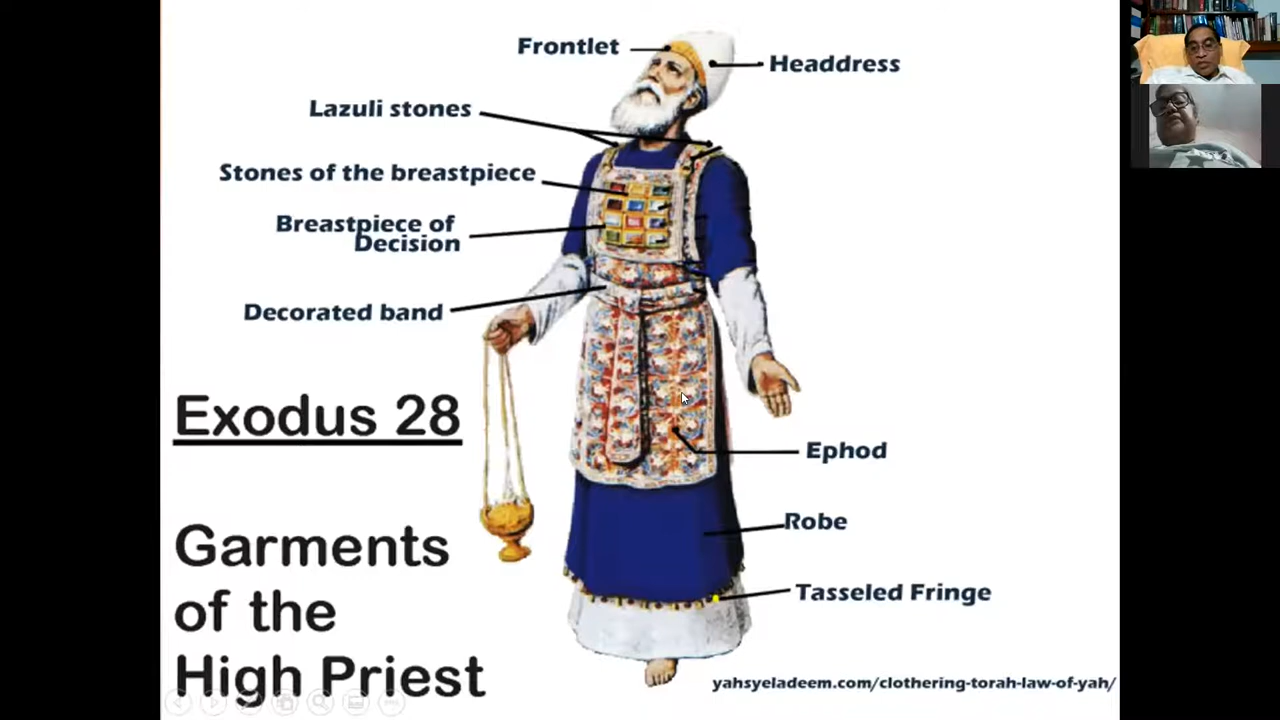 Frontlet
Headdress
Lazuli stones
Stones of the breastpiece
Breastpiece of
Decision
Decorated band
Exodus 28
Ephod
Garments
of the
High Priest
Robe
Tasseled Fringe
yahsyeladeem.com/clothering-torah-law-of-yah/